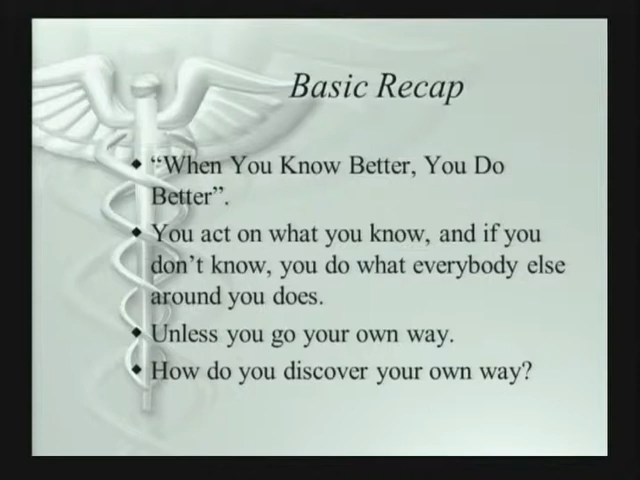 Basic Recap
“When You Know Better, You Do
Better”.
You act on what you know, and if you
don’t know, you do what everybody else
around you does.
Unless you go your own way.
How do you discover your own way?